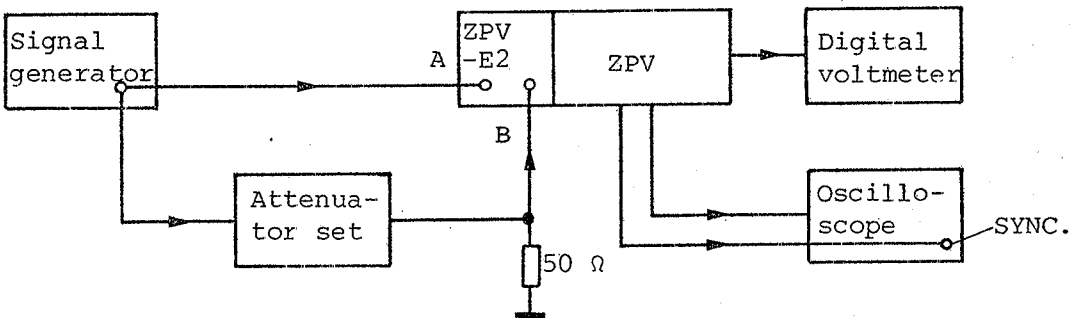 Signal
generator
A
ZPV
-E2
ZPV
Digital
voltmeter
B
Attenua-
tor set
50 Ω
Oscillo-
scope
SYNC.